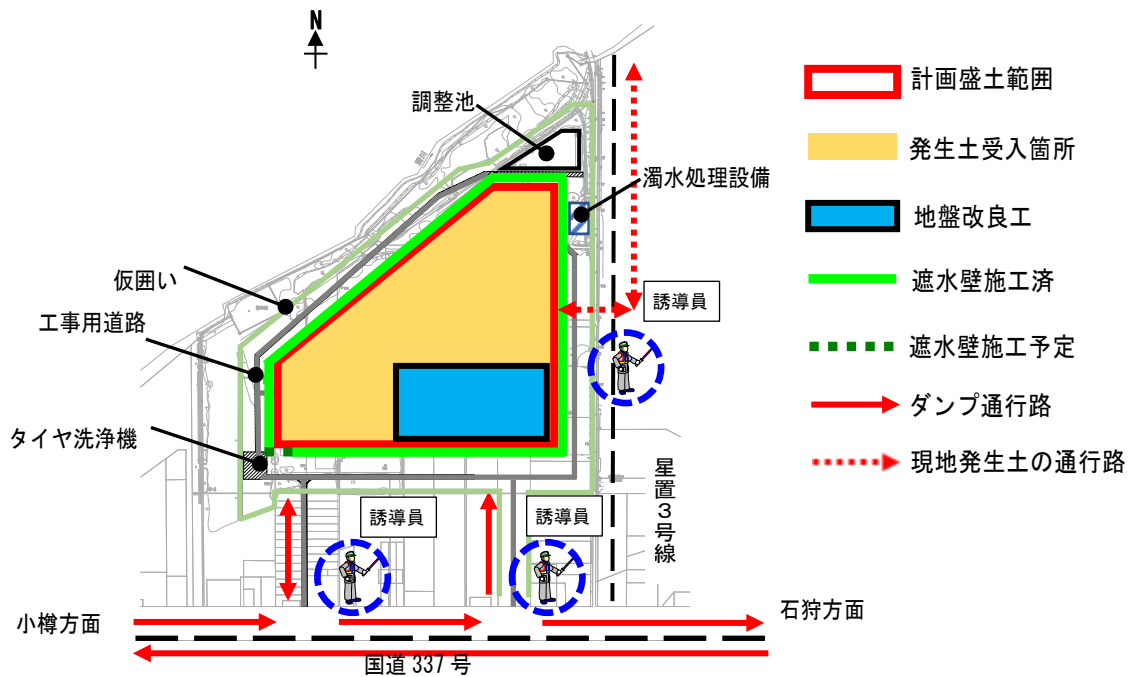 N
調整池
濁水処理設備
仮囲い
工事用道路
タイヤ洗浄機
誘導員
誘導員
誘導員
星置３号線
小樽方面
石狩方面
国道 337 号
計画盛土範囲
発生土受入箇所
地盤改良工
遮水壁施工済
遮水壁施工予定
ダンプ通行路
現地発生土の通行路